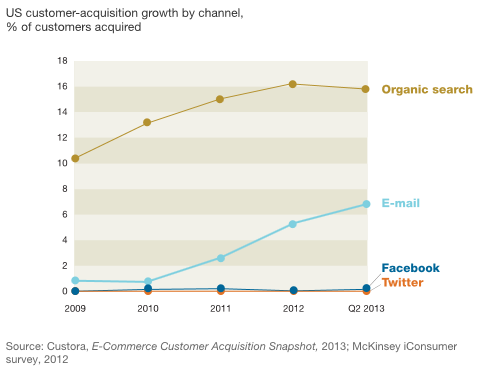 US customer-acquisition growth by channel,
% of customers acquired
18
16
14
12
10
8
6
4
2
0
2009 2010 2011 2012 Q2 2013
Organic search
E-mail
Facebook
Twitter
Source: Custora, E-Commerce Customer Acquisition Snapshot, 2013; McKinsey iConsumer
survey, 2012